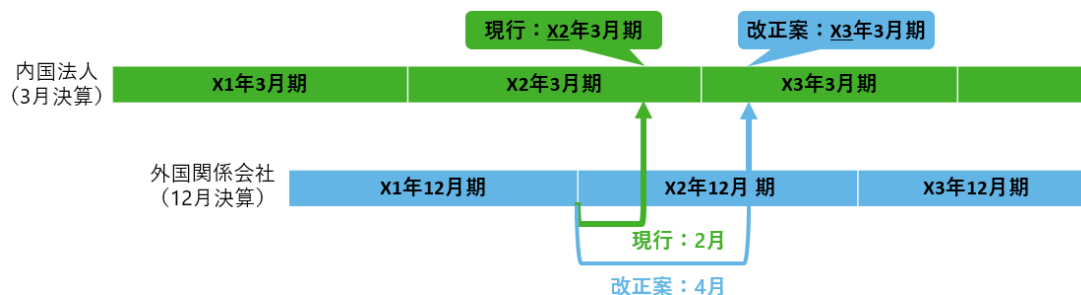 現行：X2年3月期
改正案：X3年3月期
内国法人
（3月決算）
X1年3月期
X2年3月期
X3年3月期
外国関係会社
（12月決算）
X1年12月期
X2年12月 期
X3年12月期
現行：2月
改正案：4月